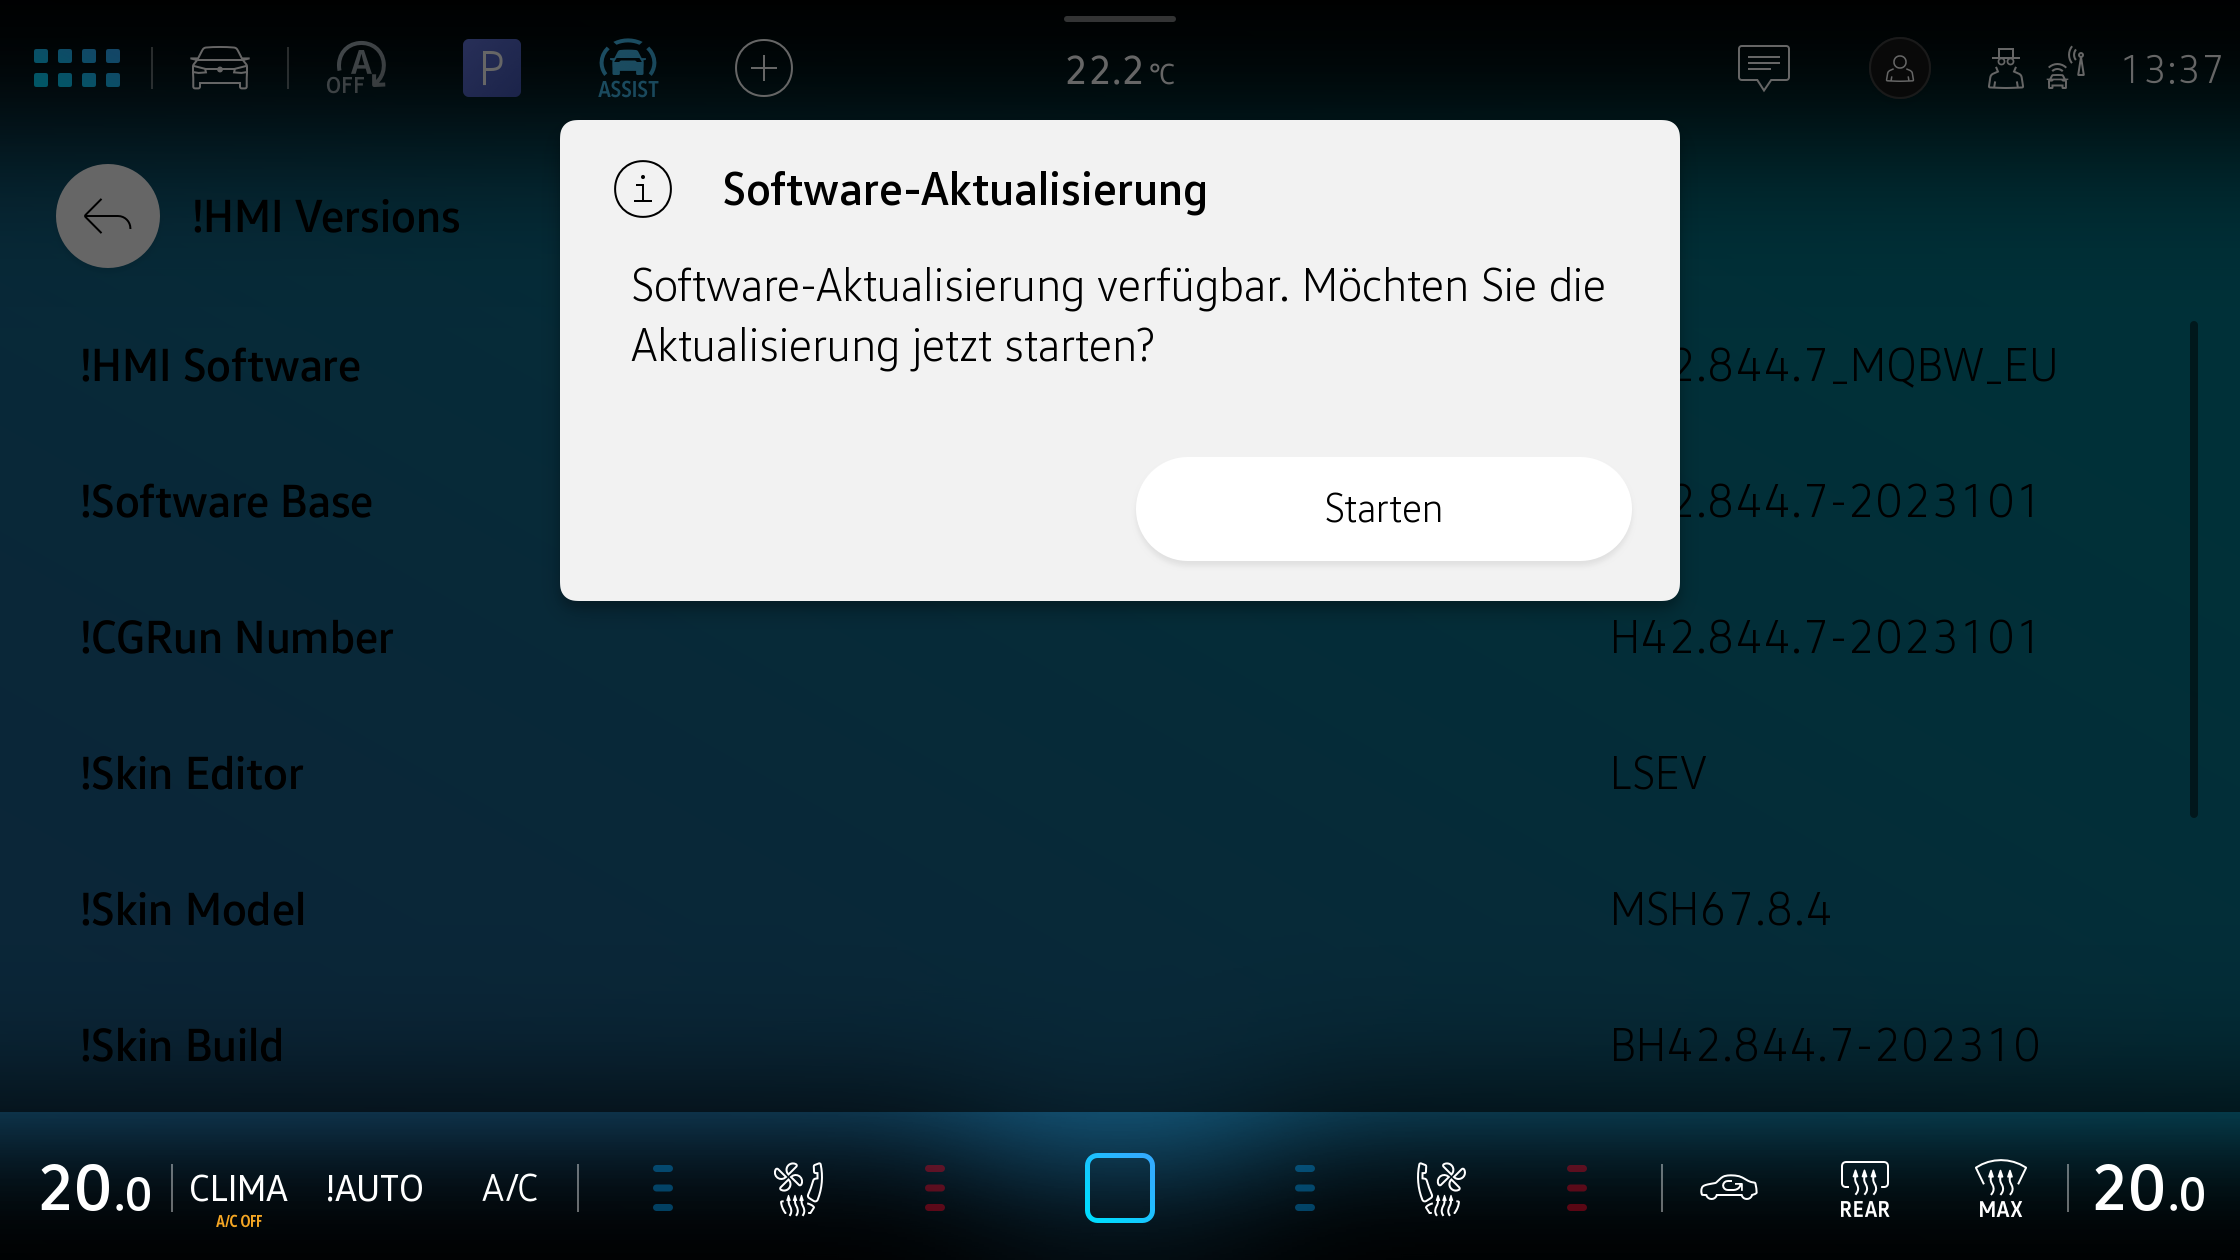 A
OFF
P
ASSIST
22.2 °C
13:37
Software-Aktualisierung
Software-Aktualisierung verfügbar. Möchten Sie die
Aktualisierung jetzt starten?
Starten
!HMI Versions
!HMI Software
2.844.7_MQBW_EU
!Software Base
2.844.7-2023101
!CGRun Number
H42.844.7-2023101
!Skin Editor
LSEV
!Skin Model
MSH67.8.4
!Skin Build
BH42.844.7-202310
20.0
CLIMA
A/C OFF
!AUTO
A/C
REAR
MAX
20.0